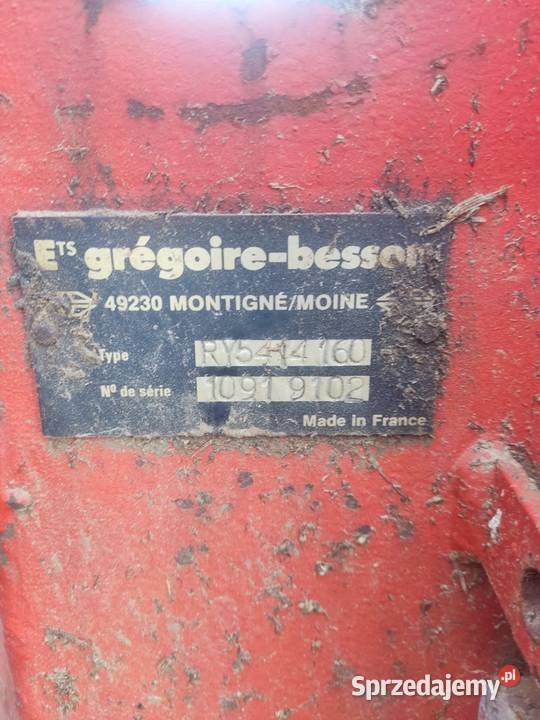 ETS grégoire-besson
49230 MONTIGNÉ/MOINE
Type RY54-14 160
Nº de série 1091 9102
Made in France
Sprzedajemy.pl